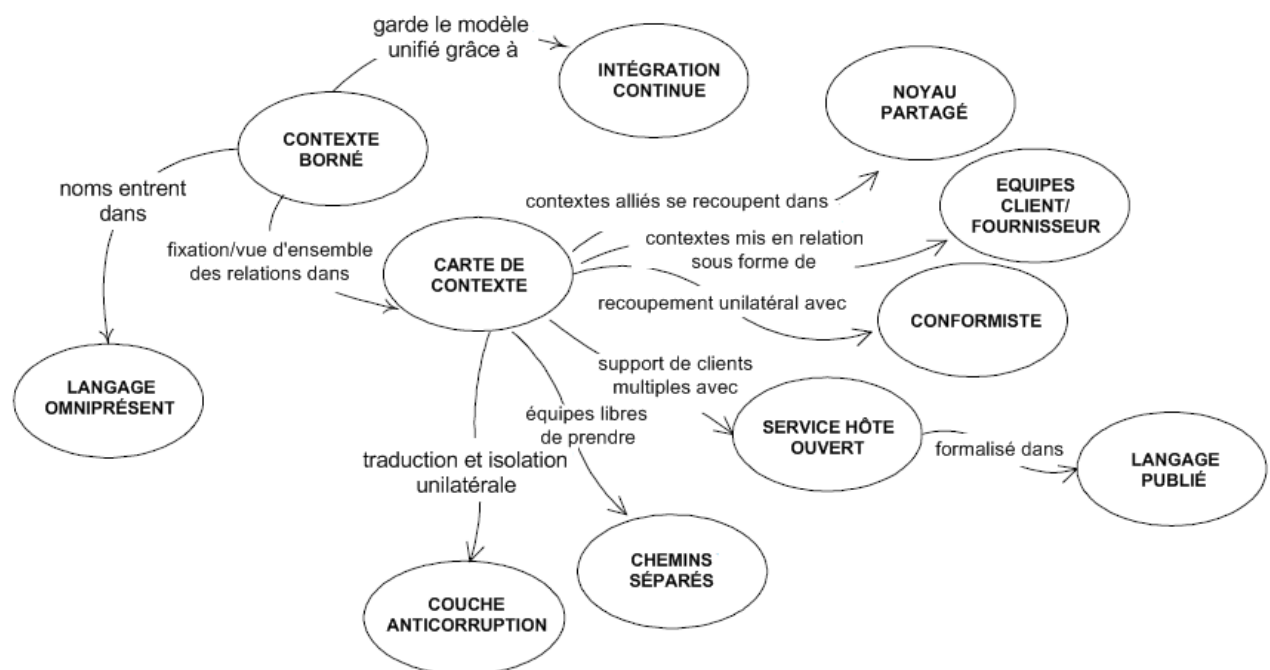 garde le modèle
unifié grâce à
INTÉGRATION
CONTINUE
NOYAU
PARTAGÉ
CONTEXTE
BORNÉ
noms entrent
dans
EQUIPES
CLIENT/
FOURNISSEUR
contextes alliés se recoupent dans
fixation/vue d'ensemble
des relations dans
CARTE DE
CONTEXTE
contextes mis en relation
sous forme de
recoupement unilatéral avec
CONFORMISTE
LANGAGE
OMNIPRÉSENT
support de clients
multiples avec
SERVICE HÔTE
OUVERT
formalisé dans
LANGAGE
PUBLIÉ
équipes libres
de prendre
traduction et isolation
unilatérale
CHEMINS
SÉPARÉS
COUCHE
ANTICORRUPTION